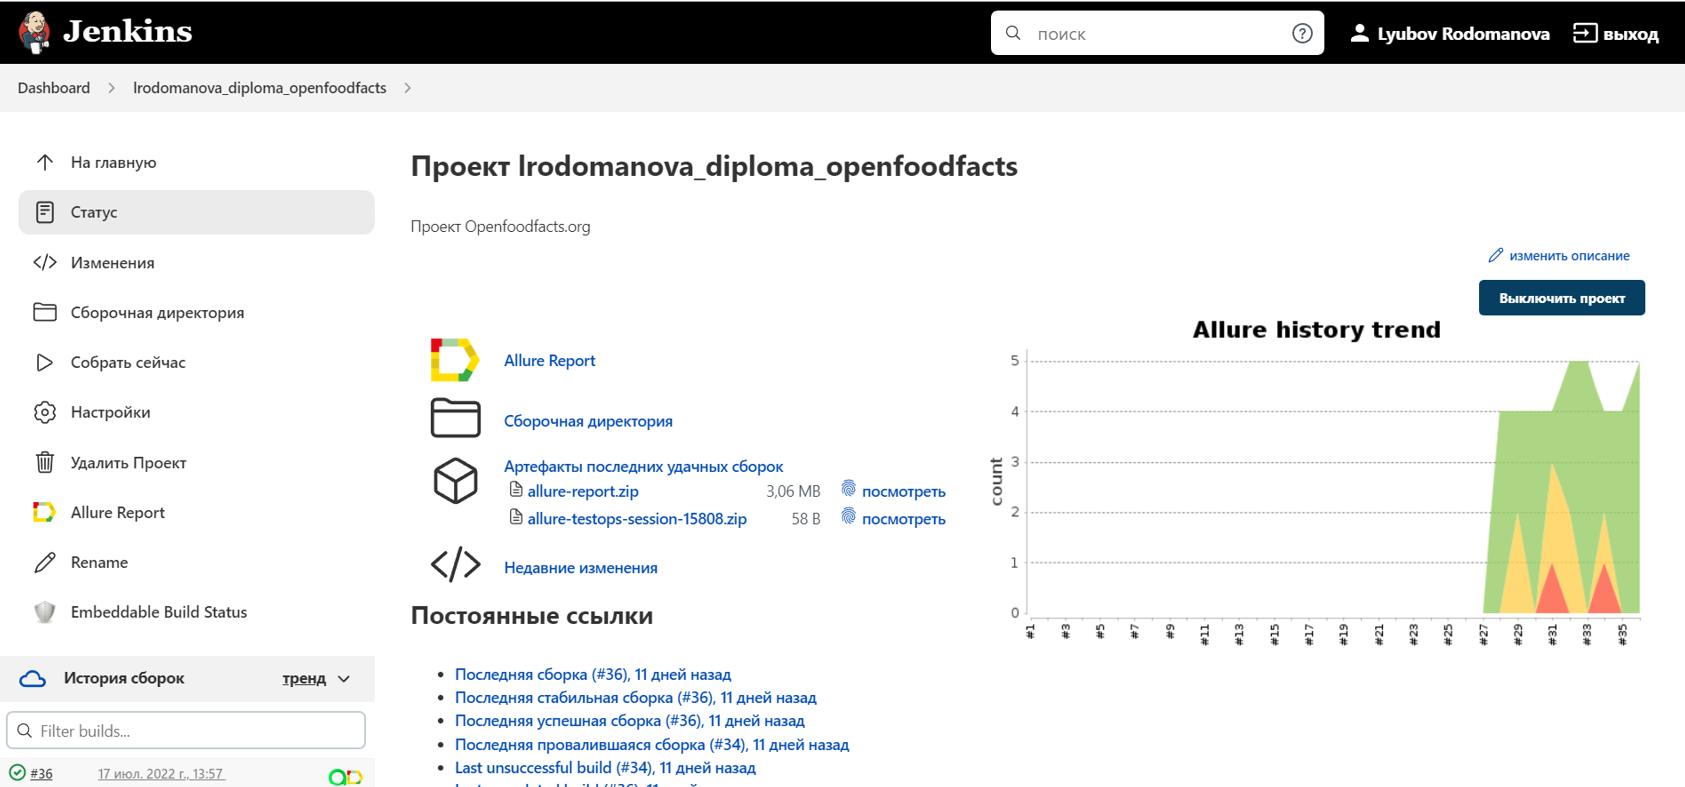 Jenkins
поиск
Lyubov Rodomanova
выход
Dashboard
lrodomanova_diploma_openfoodfacts
На главную
Статус
Изменения
Сборочная директория
Собрать сейчас
Настройки
Удалить Проект
Allure Report
Rename
Embeddable Build Status
История сборок
тренд
Filter builds...
#36
17 июл. 2022 г., 13:57
Проект lrodomanova_diploma_openfoodfacts
Проект Openfoodfacts.org
изменить описание
Выключить проект
Allure Report
Сборочная директория
Артефакты последних удачных сборок
allure-report.zip 3,06 MB посмотреть
allure-testops-session-15808.zip 58 B посмотреть
Недавние изменения
Постоянные ссылки
Последняя сборка (#36), 11 дней назад
Последняя стабильная сборка (#36), 11 дней назад
Последняя успешная сборка (#36), 11 дней назад
Последняя провалившаяся сборка (#34), 11 дней назад
Last unsuccessful build (#34), 11 дней назад
Allure history trend
count
5
4
3
2
1
0
#1 #3 #5 #7 #9 #11 #13 #15 #17 #19 #21 #23 #25 #27 #29 #31 #33 #35